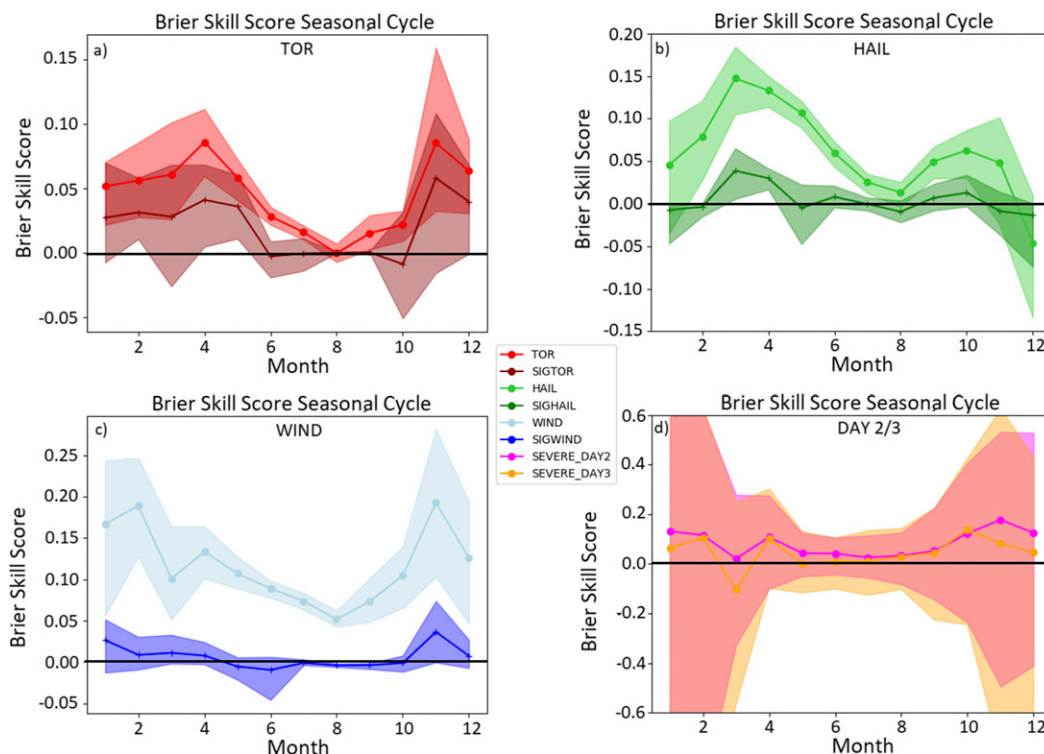 Brier Skill Score Seasonal Cycle
a)
TOR
0.15
0.10
0.05
0.00
-0.05
Brier Skill Score
2
4
6
8
10
12
Month
Brier Skill Score Seasonal Cycle
b)
HAIL
0.20
0.15
0.10
0.05
0.00
-0.05
-0.10
-0.15
Brier Skill Score
2
4
6
8
10
12
Month
TOR
SIGTOR
HAIL
SIGHAIL
WIND
SIGWIND
SEVERE_DAY2
SEVERE_DAY3
Brier Skill Score Seasonal Cycle
c)
WIND
0.25
0.20
0.15
0.10
0.05
0.00
-0.05
Brier Skill Score
2
4
6
8
10
12
Month
Brier Skill Score Seasonal Cycle
d)
DAY 2/3
0.6
0.4
0.2
0.0
-0.2
-0.4
-0.6
Brier Skill Score
2
4
6
8
10
12
Month